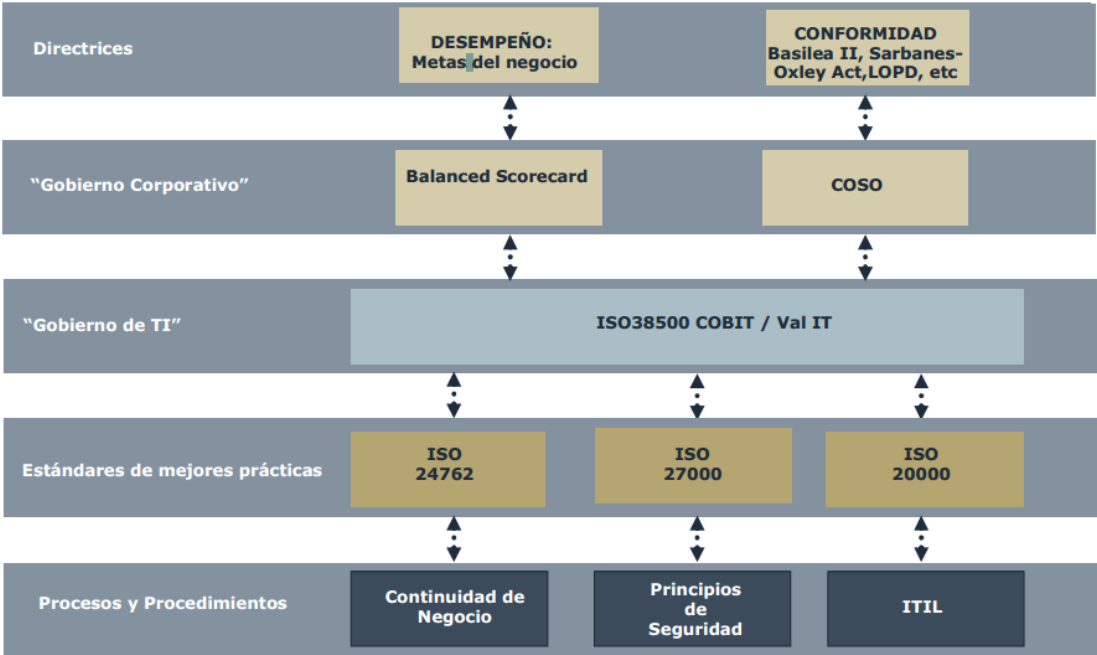 Directrices
DESEMPEÑO:
Metas del negocio
CONFORMIDAD
Basilea II, Sarbanes-
Oxley Act,LOPD, etc
“Gobierno Corporativo”
Balanced Scorecard
COSO
“Gobierno de TI”
ISO38500 COBIT / Val IT
Estándares de mejores prácticas
ISO
24762
ISO
27000
ISO
20000
Procesos y Procedimientos
Continuidad de
Negocio
Principios
de
Seguridad
ITIL